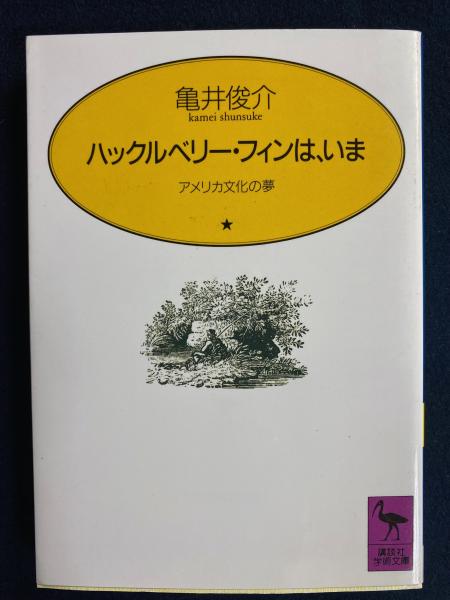 亀井俊介
kamei shunsuke
ハックルベリー・フィンは、いま
アメリカ文化の夢
★
講談社
学術文庫